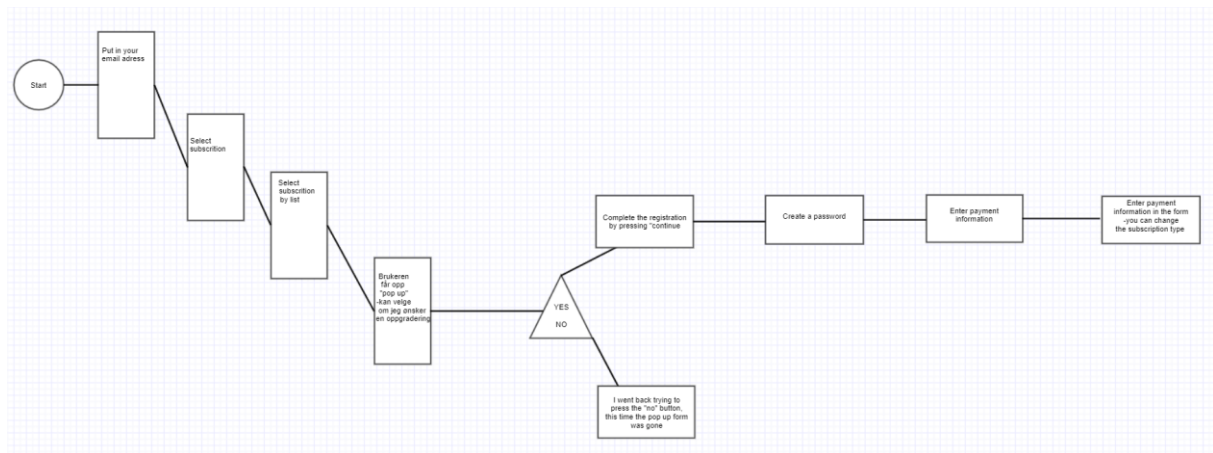 Start
Put in your
email adress
Select
subscrition
Select
subscrition
by list
Brukeren
får opp
"pop up"
-kan velge
om jeg ønsker
en oppgradering
YES
NO
Complete the registration
by pressing "continue
Create a password
Enter payment
information
Enter payment
information in the form
-you can change
the subscription type
I went back trying to
press the "no" button,
this time the pop up form
was gone